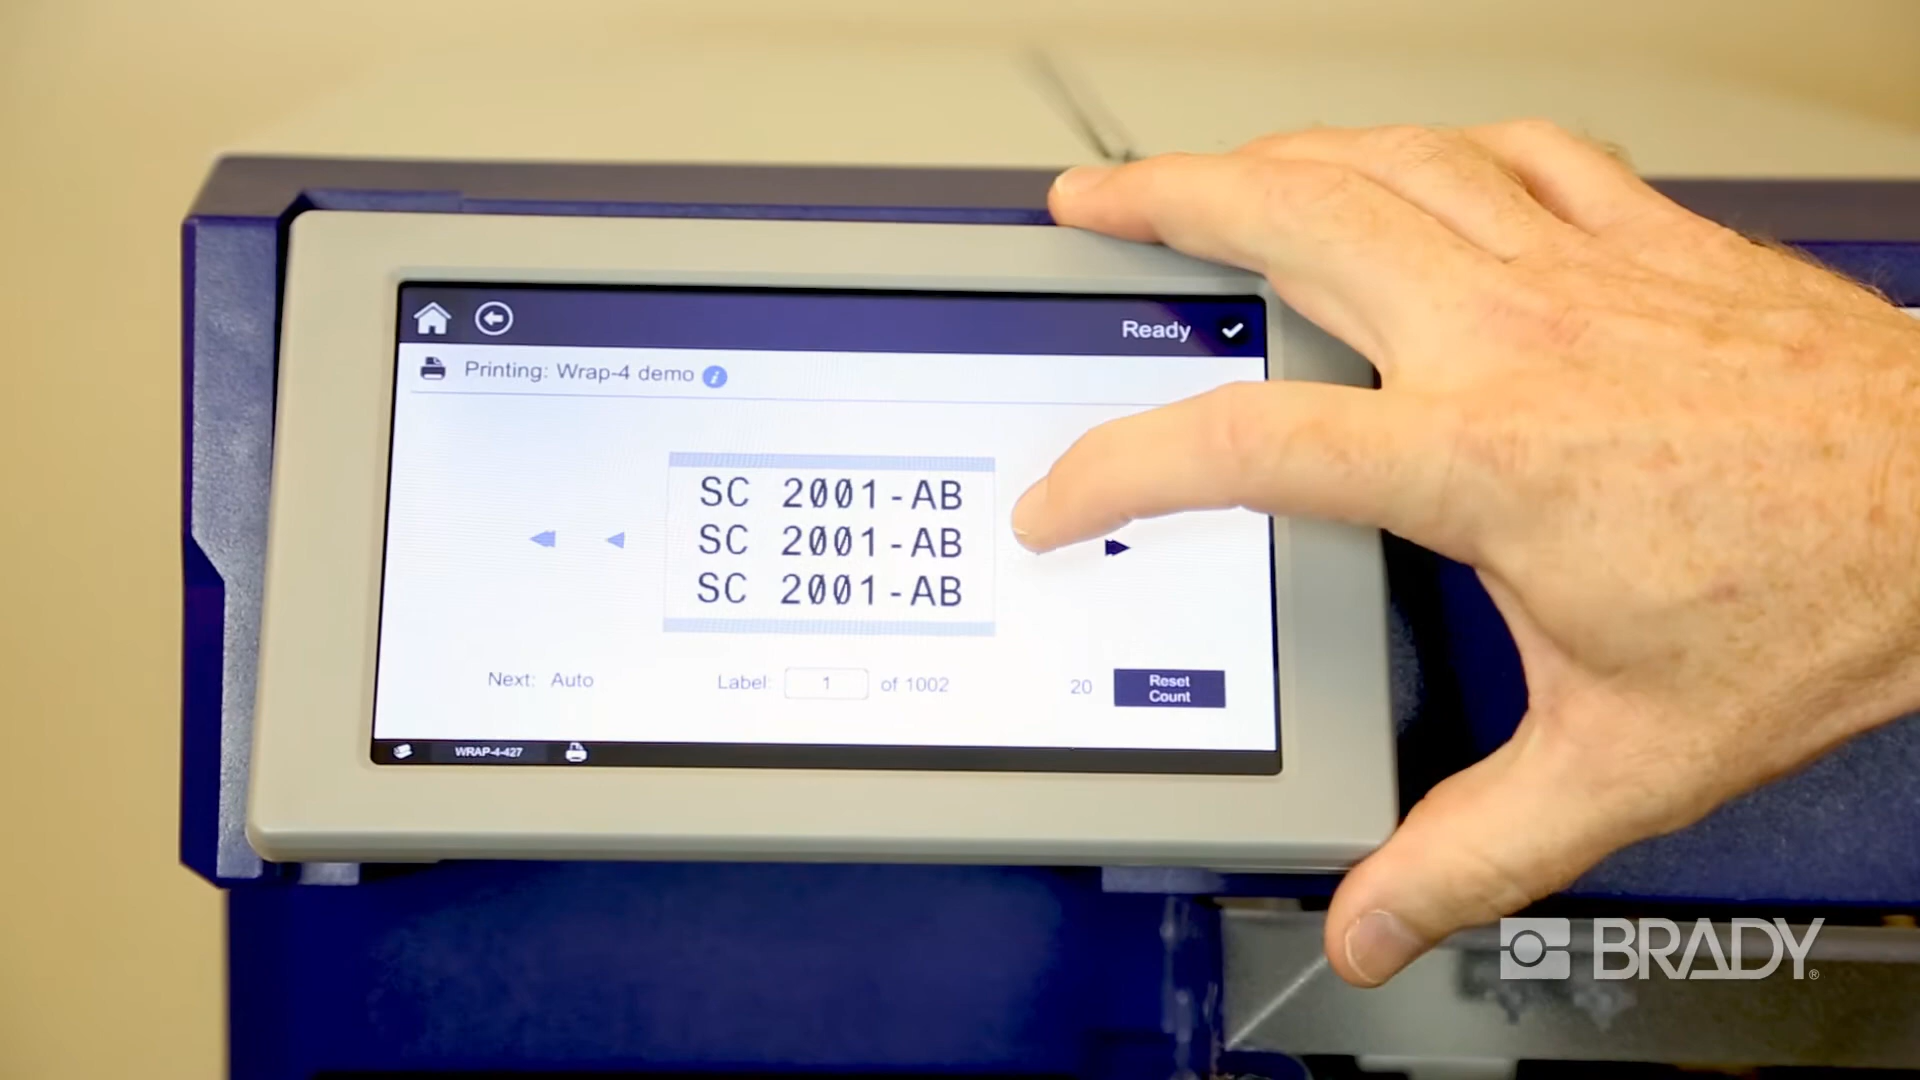 Ready
Printing: Wrap-4 demo i
SC 2001-AB
SC 2001-AB
SC 2001-AB
Next: Auto
Label: 1 of 1002
20
Reset
Count
WRAP-4-427
BRADY®